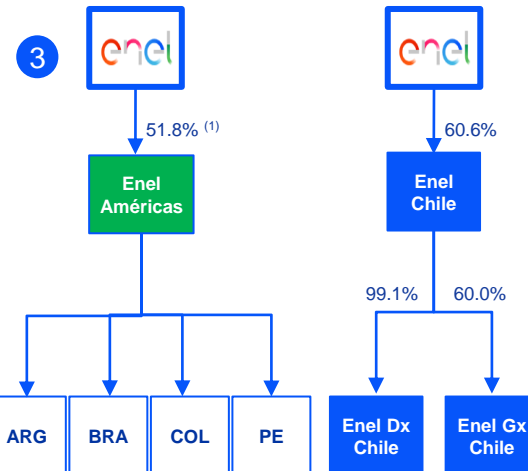 3
enel
enel
51.8% (1)
60.6%
Enel
Américas
Enel
Chile
99.1%
60.0%
ARG
BRA
COL
PE
Enel Dx
Chile
Enel Gx
Chile